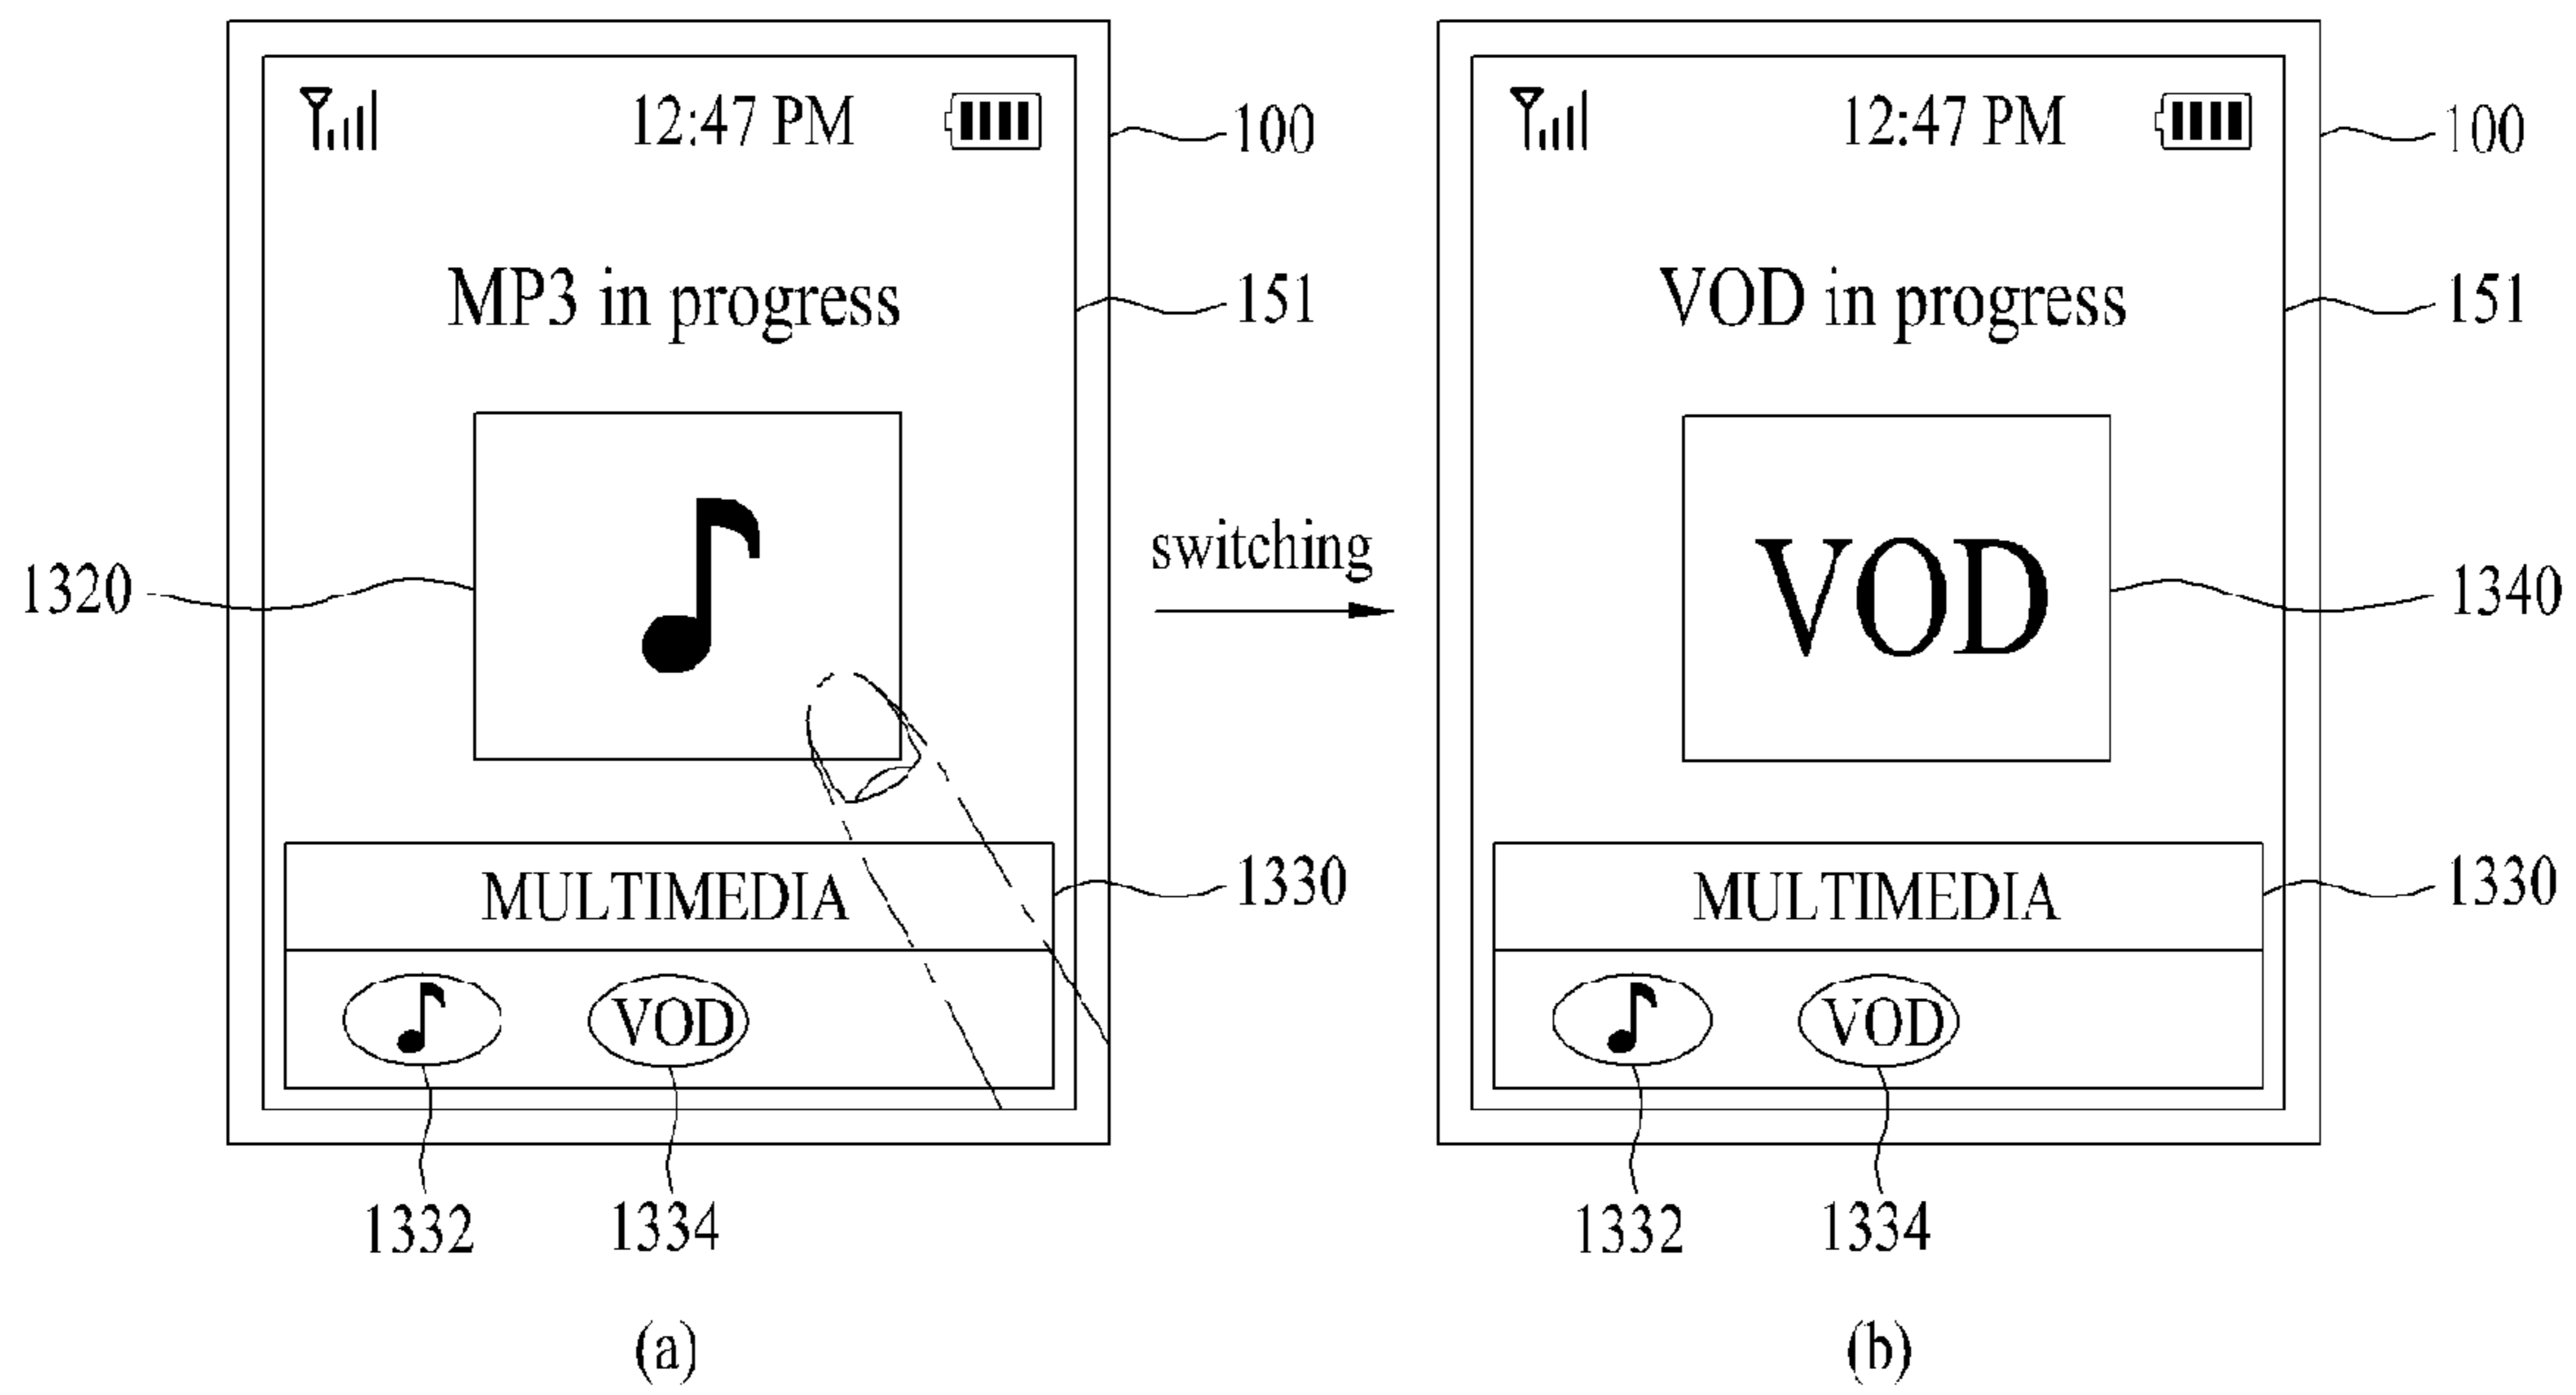 12:47 PM
100
MP3 in progress
151
1320
MULTIMEDIA
1330
VOD
1332
1334
(a)
switching
12:47 PM
100
VOD in progress
151
VOD
1340
MULTIMEDIA
1330
VOD
1332
1334
(b)